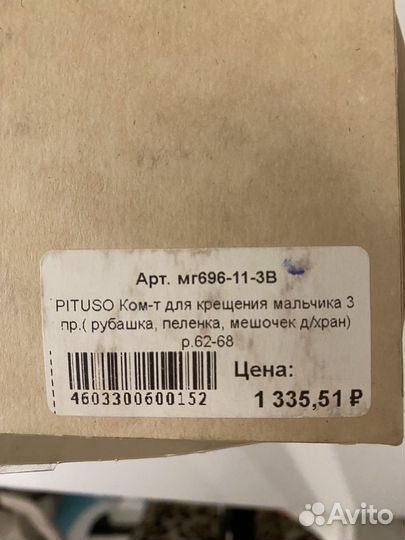 Арт. мг696-11-3В
PITUSO Ком-т для крещения мальчика 3
пр.( рубашка, пеленка, мешочек д/хран)
р.62-68
Цена:
4603300600152
1 335,51 ₽
Avito